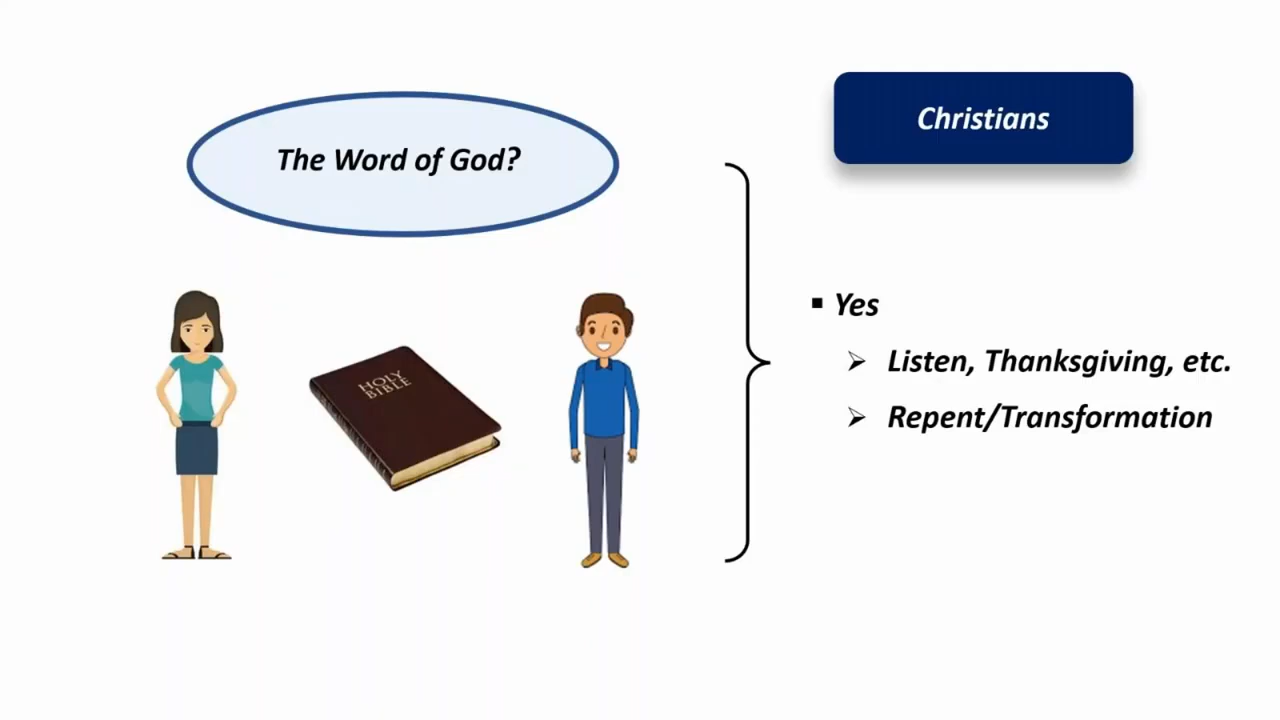 The Word of God?
HOLY
BIBLE
Christians
Yes
Listen, Thanksgiving, etc.
Repent/Transformation